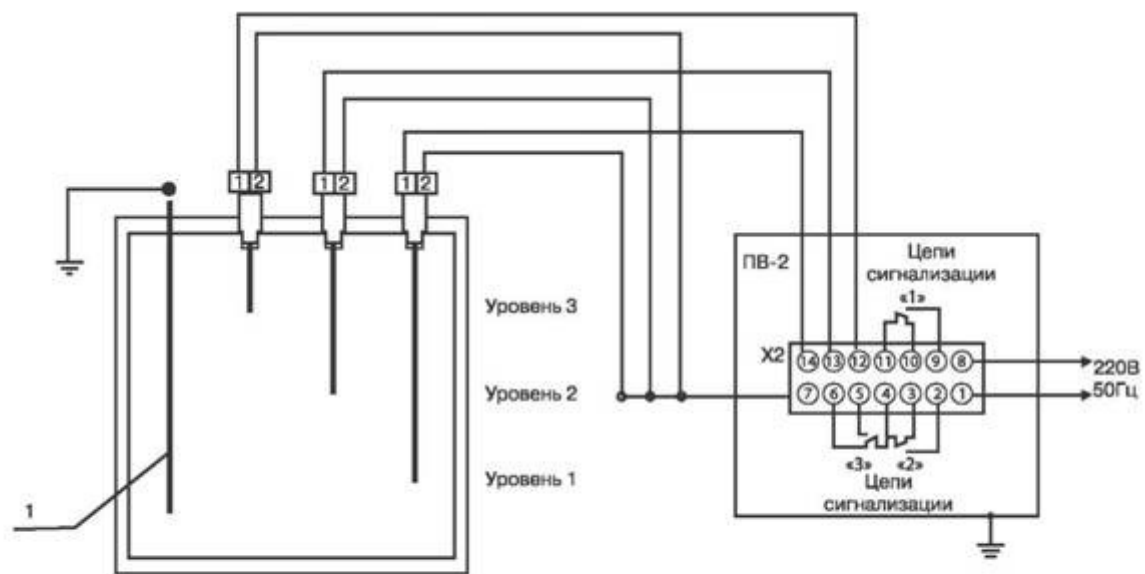 1 2
1 2
1 2
Уровень 3
Уровень 2
Уровень 1
1
ПВ-2
Цепи
сигнализации
«1»
X2
14 13 12 11 10 9 8
7 6 5 4 3 2 1
220В
50Гц
«3» «2»
Цепи
сигнализации